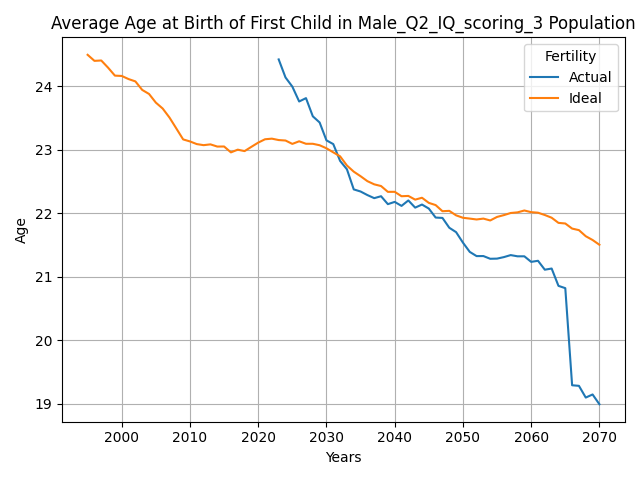 Average Age at Birth of First Child in Male_Q2_IQ_scoring_3 Population
Fertility
Actual
Ideal
24
23
22
21
20
19
Age
2000 2010 2020 2030 2040 2050 2060 2070
Years